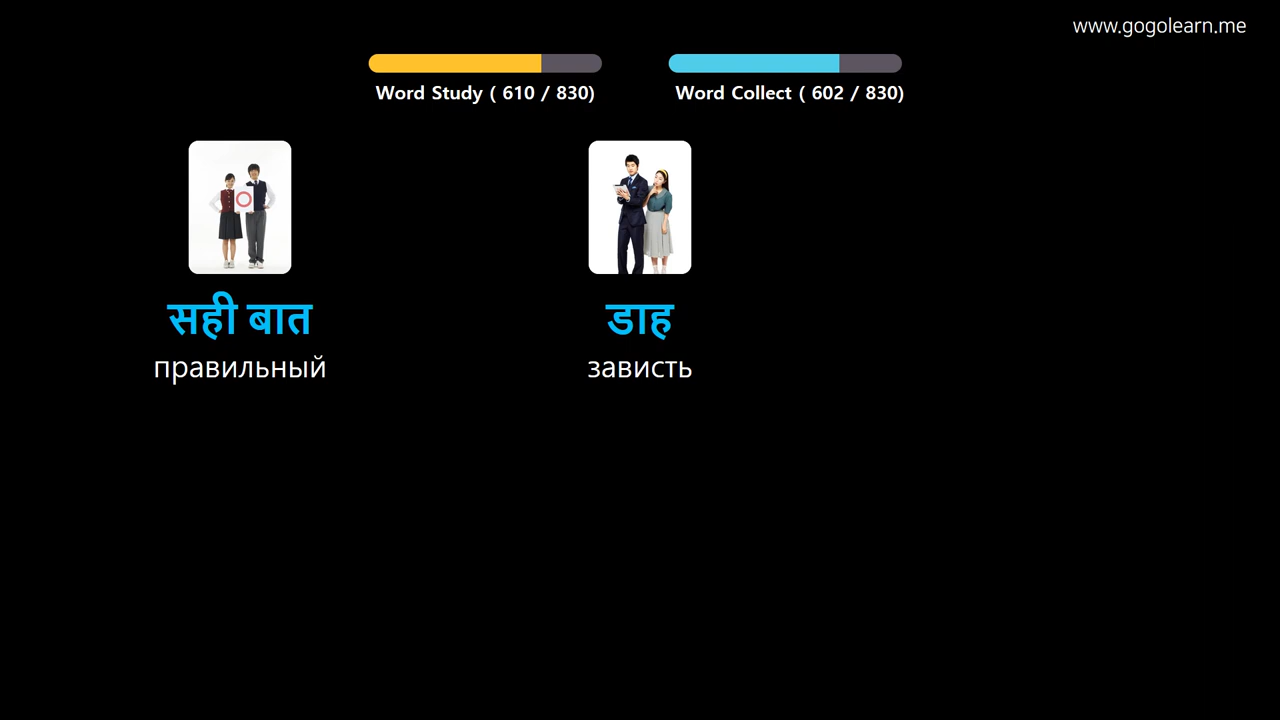 www.gogolearn.me
Word Study ( 610 / 830)
Word Collect ( 602 / 830)
सही बात
правильный
डाह
зависть